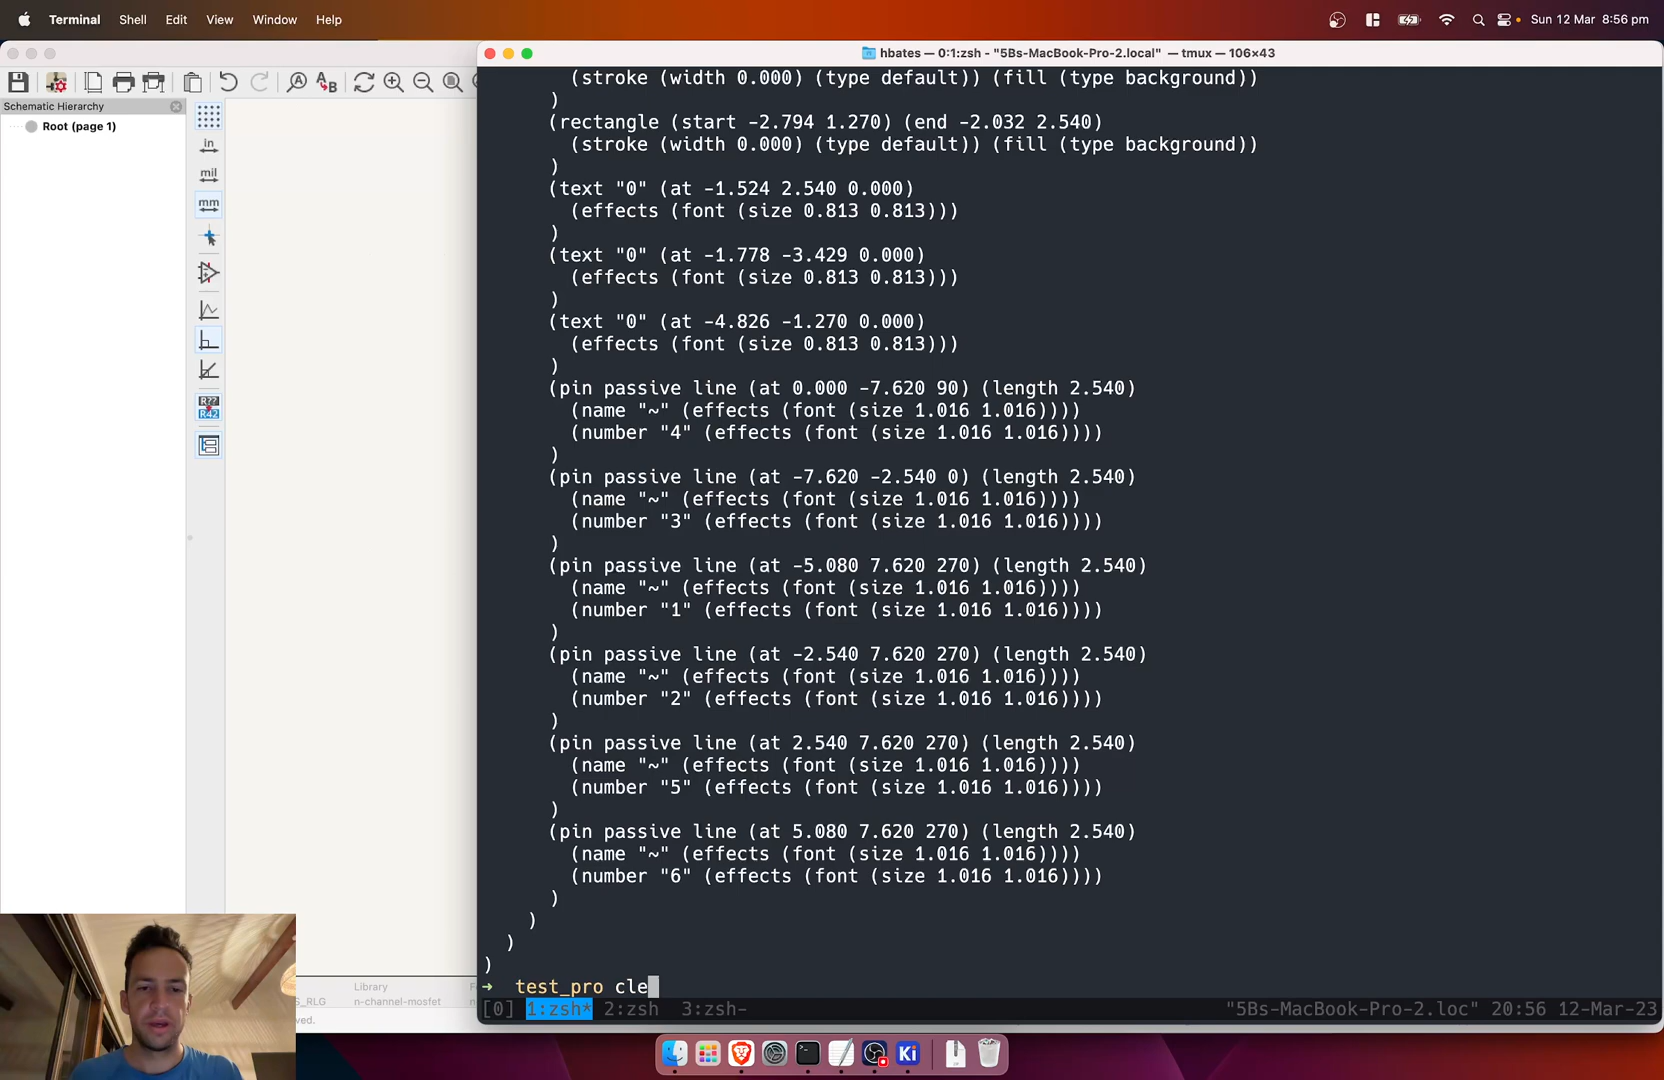 Terminal Shell Edit View Window Help
Sun 12 Mar 8:56 pm
hbates — 0:1:zsh - "5Bs-MacBook-Pro-2.local" — tmux — 106×43
Schematic Hierarchy
Root (page 1)
in
mil
mm
R??
R42
(stroke (width 0.000) (type default)) (fill (type background))
)
(rectangle (start -2.794 1.270) (end -2.032 2.540)
(stroke (width 0.000) (type default)) (fill (type background))
)
(text "0" (at -1.524 2.540 0.000)
(effects (font (size 0.813 0.813)))
)
(text "0" (at -1.778 -3.429 0.000)
(effects (font (size 0.813 0.813)))
)
(text "0" (at -4.826 -1.270 0.000)
(effects (font (size 0.813 0.813)))
)
(pin passive line (at 0.000 -7.620 90) (length 2.540)
(name "~" (effects (font (size 1.016 1.016))))
(number "4" (effects (font (size 1.016 1.016))))
)
(pin passive line (at -7.620 -2.540 0) (length 2.540)
(name "~" (effects (font (size 1.016 1.016))))
(number "3" (effects (font (size 1.016 1.016))))
)
(pin passive line (at -5.080 7.620 270) (length 2.540)
(name "~" (effects (font (size 1.016 1.016))))
(number "1" (effects (font (size 1.016 1.016))))
)
(pin passive line (at -2.540 7.620 270) (length 2.540)
(name "~" (effects (font (size 1.016 1.016))))
(number "2" (effects (font (size 1.016 1.016))))
)
(pin passive line (at 2.540 7.620 270) (length 2.540)
(name "~" (effects (font (size 1.016 1.016))))
(number "5" (effects (font (size 1.016 1.016))))
)
(pin passive line (at 5.080 7.620 270) (length 2.540)
(name "~" (effects (font (size 1.016 1.016))))
(number "6" (effects (font (size 1.016 1.016))))
)
)
)
)
→ test_pro cle
[0] 1:zsh* 2:zsh 3:zsh- "5Bs-MacBook-Pro-2.loc" 20:56 12-Mar-23
Library
S_RLG n-channel-mosfet
ved.
Ki